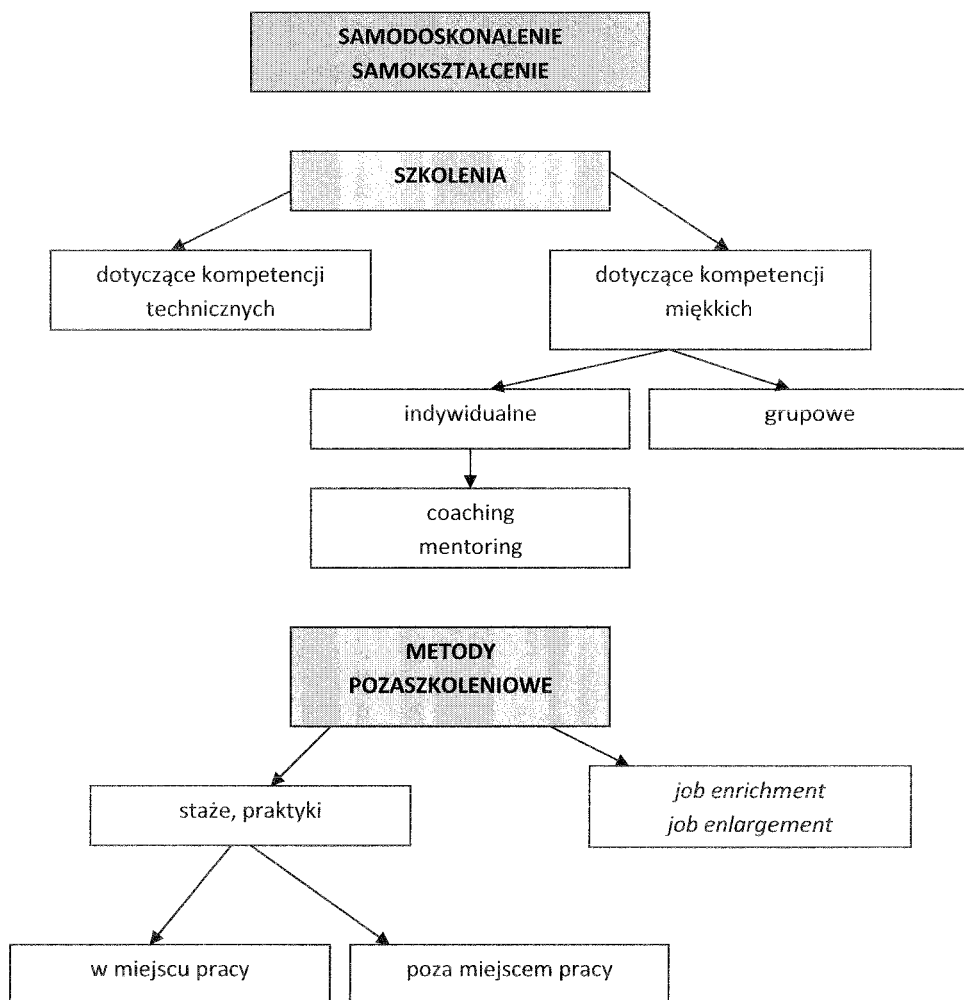 SAMODOSKONALENIE
SAMOKSZTAŁCENIE
SZKOLENIA
dotyczące kompetencji
technicznych
dotyczące kompetencji
miękkich
indywidualne
grupowe
coaching
mentoring
METODY
POZASZKOLENIOWE
staże, praktyki
job enrichment
job enlargement
w miejscu pracy
poza miejscem pracy